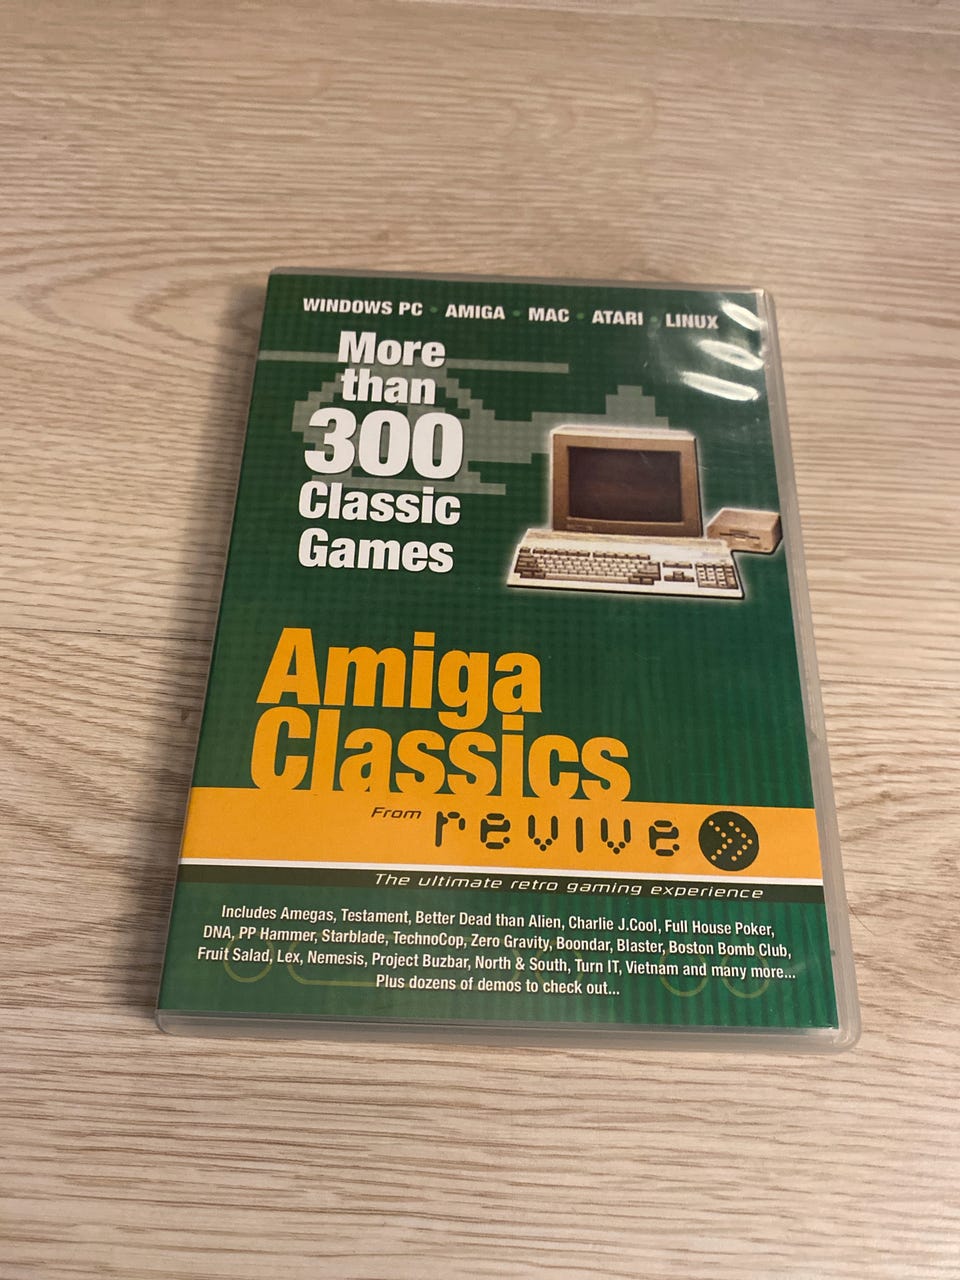 WINDOWS PC • AMIGA • MAC • ATARI • LINUX
More
than
300
Classic
Games
Amiga
Classics
From revive
The ultimate retro gaming experience
Includes Amegas, Testament, Better Dead than Alien, Charlie J.Cool, Full House Poker,
DNA, PP Hammer, Starblade, TechnoCop, Zero Gravity, Boondar, Blaster, Boston Bomb Club,
Fruit Salad, Lex, Nemesis, Project Buzbar, North & South, Turn IT, Vietnam and many more...
Plus dozens of demos to check out...